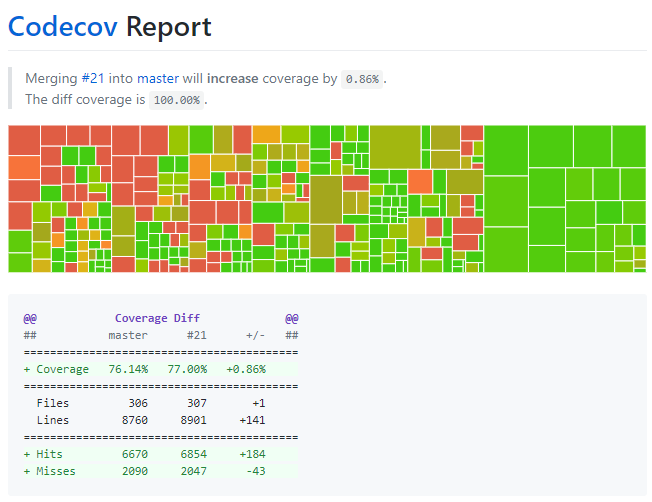 Codecov Report
Merging #21 into master will increase coverage by 0.86% .
The diff coverage is 100.00% .
@@ Coverage Diff @@
## master #21 +/- ##
===========================================
+ Coverage 76.14% 77.00% +0.86%
===========================================
Files 306 307 +1
Lines 8760 8901 +141
===========================================
+ Hits 6670 6854 +184
+ Misses 2090 2047 -43